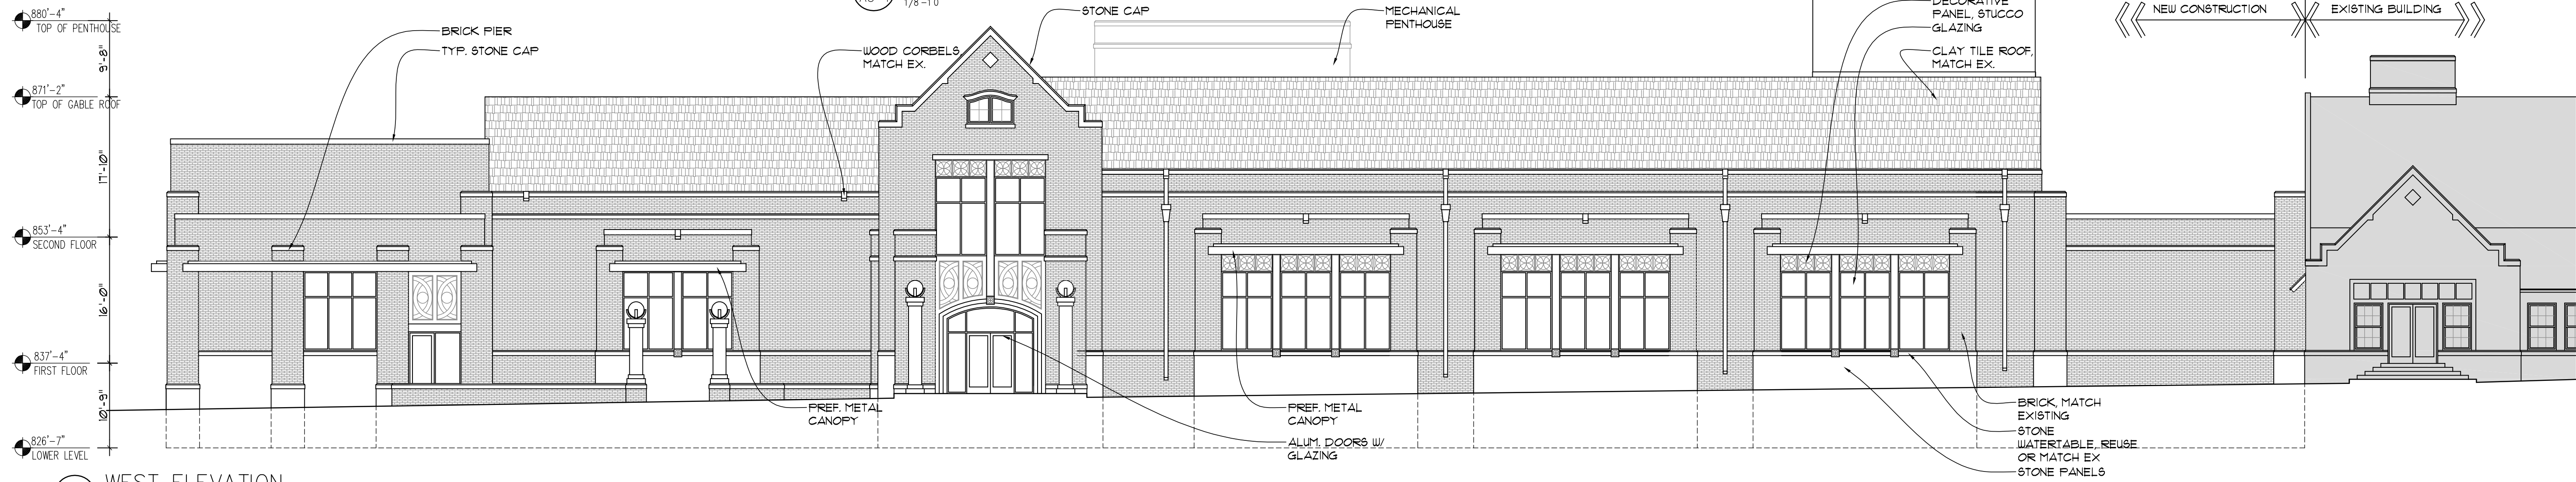 880'-4"
TOP OF PENTHOUSE
9'-8"
871'-2"
TOP OF GABLE ROOF
17'-10"
853'-4"
SECOND FLOOR
16'-0"
837'-4"
FIRST FLOOR
10'-9"
826'-7"
LOWER LEVEL
WEST ELEVATION
BRICK PIER
TYP. STONE CAP
WOOD CORBELS,
MATCH EX.
1/8"=1'0"
STONE CAP
MECHANICAL
PENTHOUSE
DECORATIVE
PANEL, STUCCO
GLAZING
CLAY TILE ROOF,
MATCH EX.
NEW CONSTRUCTION
EXISTING BUILDING
PREF. METAL
CANOPY
PREF. METAL
CANOPY
ALUM. DOORS W/
GLAZING
BRICK, MATCH
EXISTING
STONE
WATERTABLE, REUSE
OR MATCH EX
STONE PANELS